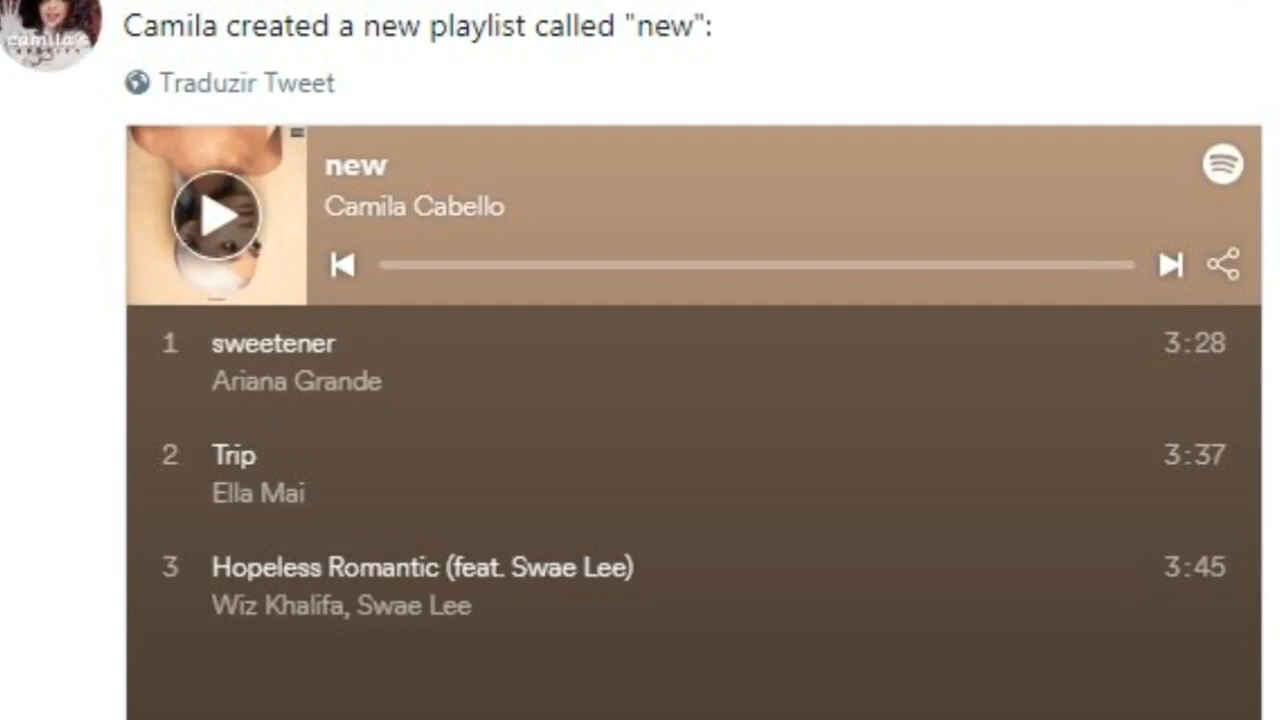 Camila created a new playlist called "new":
Traduzir Tweet
camila's
new
Camila Cabello
1 sweetener 3:28
Ariana Grande
2 Trip 3:37
Ella Mai
3 Hopeless Romantic (feat. Swae Lee) 3:45
Wiz Khalifa, Swae Lee